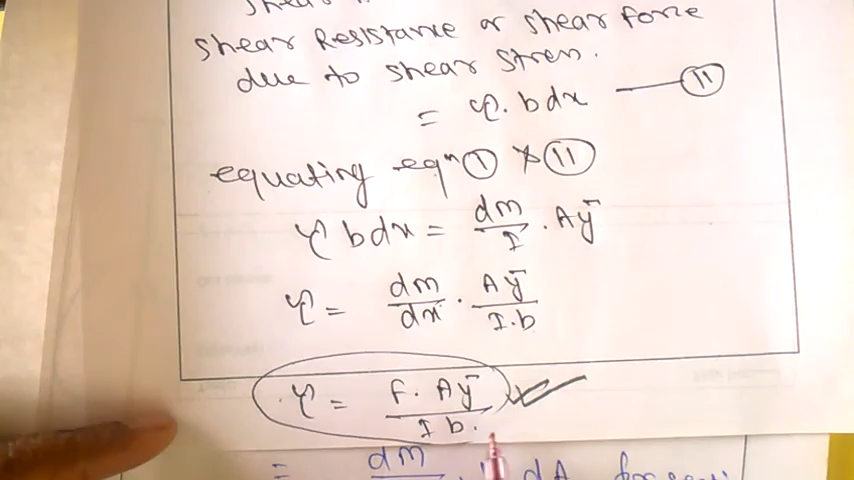 shear Resistance or shear force
due to shear stress.
= τ. b dx — (II)
equating eqn (I) & (II)
τ b dx = dm/I . Aȳ
τ = dm/dx . Aȳ/I.b
τ = F. Aȳ/I b.
= dm dA